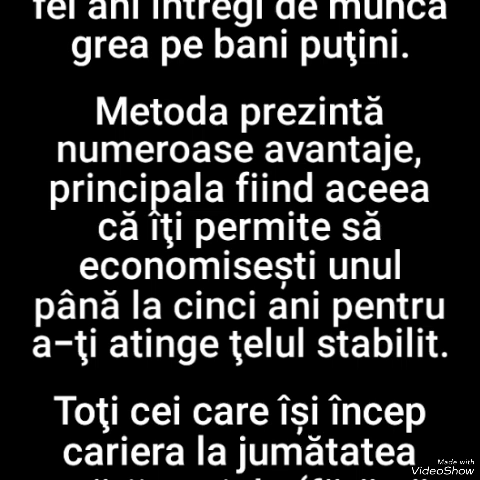 fel ani întregi de muncă
grea pe bani puţini.
Metoda prezintă
numeroase avantaje,
principala fiind aceea
că îţi permite să
economisești unul
până la cinci ani pentru
a-ţi atinge ţelul stabilit.
Toţi cei care își încep
cariera la jumătatea
Made with
VideoShow